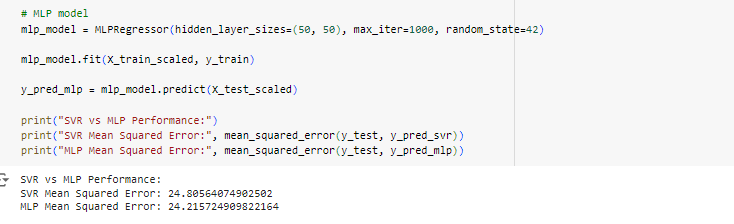 # MLP model
mlp_model = MLPRegressor(hidden_layer_sizes=(50, 50), max_iter=1000, random_state=42)
mlp_model.fit(X_train_scaled, y_train)
y_pred_mlp = mlp_model.predict(X_test_scaled)
print("SVR vs MLP Performance:")
print("SVR Mean Squared Error:", mean_squared_error(y_test, y_pred_svr))
print("MLP Mean Squared Error:", mean_squared_error(y_test, y_pred_mlp))
SVR vs MLP Performance:
SVR Mean Squared Error: 24.80564074902502
MLP Mean Squared Error: 24.215724909822164